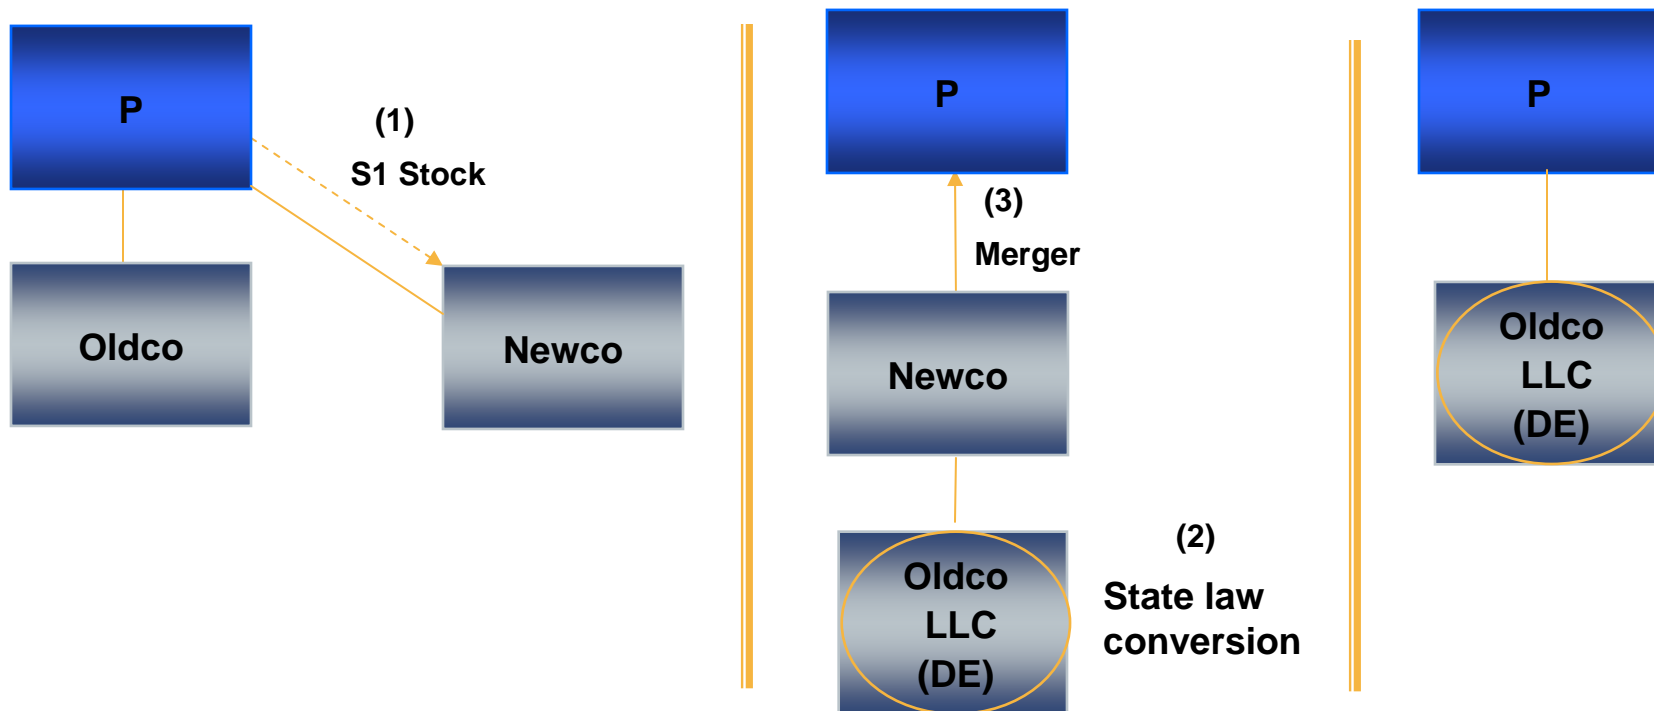 P
(1)
S1 Stock
Oldco
Newco
P
(3)
Merger
Newco
(2)
State law
conversion
Oldco
LLC
(DE)
P
Oldco
LLC
(DE)